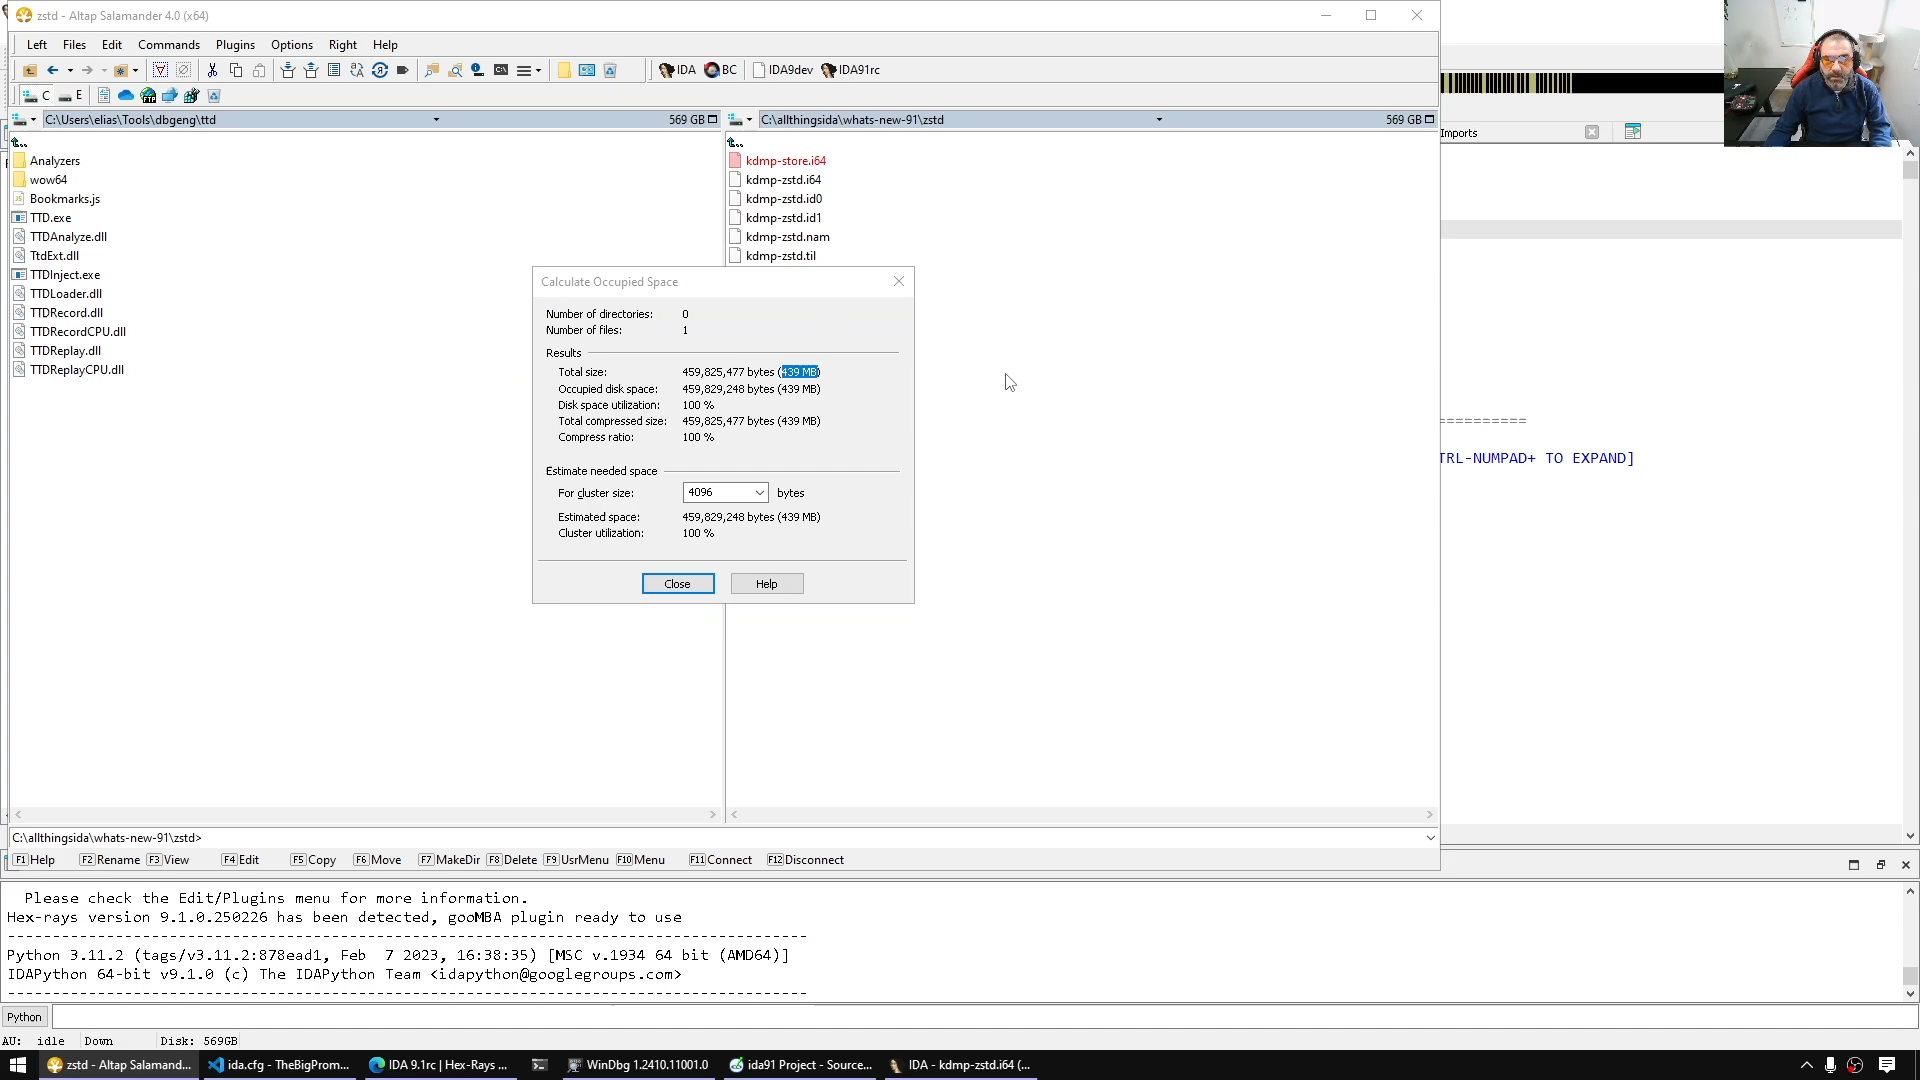 zstd - Altap Salamander 4.0 (x64)
Left Files Edit Commands Plugins Options Right Help
IDA BC IDA9dev IDA91rc
C E
C:\Users\elias\Tools\dbgeng\ttd 569 GB
C:\allthingsida\whats-new-91\zstd 569 GB
Imports
..
Analyzers
wow64
Bookmarks.js
TTD.exe
TTDAnalyze.dll
TtdExt.dll
TTDInject.exe
TTDLoader.dll
TTDRecord.dll
TTDRecordCPU.dll
TTDReplay.dll
TTDReplayCPU.dll
..
kdmp-store.i64
kdmp-zstd.i64
kdmp-zstd.id0
kdmp-zstd.id1
kdmp-zstd.nam
kdmp-zstd.til
Calculate Occupied Space
Number of directories: 0
Number of files: 1
Results
Total size: 459,825,477 bytes (439 MB)
Occupied disk space: 459,829,248 bytes (439 MB)
Disk space utilization: 100 %
Total compressed size: 459,825,477 bytes (439 MB)
Compress ratio: 100 %
Estimate needed space
For cluster size: 4096 bytes
Estimated space: 459,829,248 bytes (439 MB)
Cluster utilization: 100 %
Close Help
==========
TRL-NUMPAD+ TO EXPAND]
C:\allthingsida\whats-new-91\zstd>
F1 Help F2 Rename F3 View F4 Edit F5 Copy F6 Move F7 MakeDir F8 Delete F9 UsrMenu F10 Menu F11 Connect F12 Disconnect
Please check the Edit/Plugins menu for more information.
Hex-rays version 9.1.0.250226 has been detected, gooMBA plugin ready to use
--------------------------------------------------------------------------------
Python 3.11.2 (tags/v3.11.2:878ead1, Feb  7 2023, 16:38:35) [MSC v.1934 64 bit (AMD64)]
IDAPython 64-bit v9.1.0 (c) The IDAPython Team <idapython@googlegroups.com>
--------------------------------------------------------------------------------
Python
AU: idle Down Disk: 569GB
zstd - Altap Salamand... ida.cfg - TheBigProm... IDA 9.1rc | Hex-Rays ... WinDbg 1.2410.11001.0 ida91 Project - Source... IDA - kdmp-zstd.i64 (...